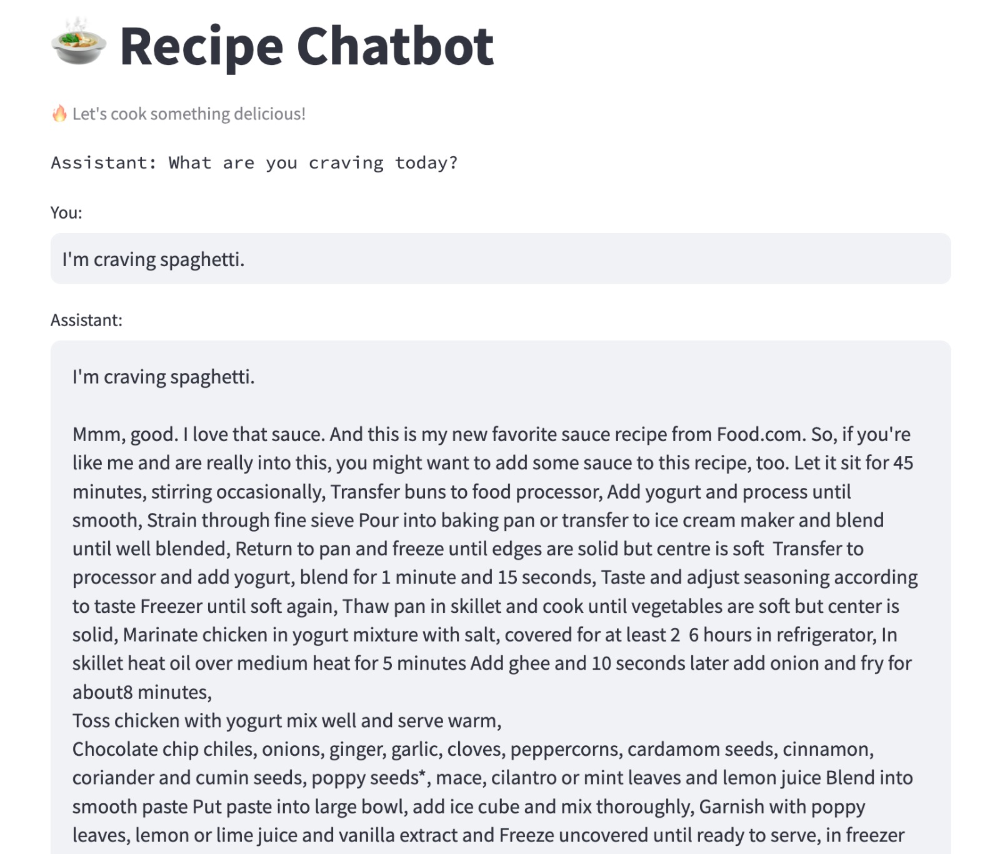 🍲 Recipe Chatbot
🔥 Let's cook something delicious!
Assistant: What are you craving today?
You:
I'm craving spaghetti.
Assistant:
I'm craving spaghetti.
Mmm, good. I love that sauce. And this is my new favorite sauce recipe from Food.com. So, if you're
like me and are really into this, you might want to add some sauce to this recipe, too. Let it sit for 45
minutes, stirring occasionally, Transfer buns to food processor, Add yogurt and process until
smooth, Strain through fine sieve Pour into baking pan or transfer to ice cream maker and blend
until well blended, Return to pan and freeze until edges are solid but centre is soft  Transfer to
processor and add yogurt, blend for 1 minute and 15 seconds, Taste and adjust seasoning according
to taste Freezer until soft again, Thaw pan in skillet and cook until vegetables are soft but center is
solid, Marinate chicken in yogurt mixture with salt, covered for at least 2  6 hours in refrigerator, In
skillet heat oil over medium heat for 5 minutes Add ghee and 10 seconds later add onion and fry for
about8 minutes,
Toss chicken with yogurt mix well and serve warm,
Chocolate chip chiles, onions, ginger, garlic, cloves, peppercorns, cardamom seeds, cinnamon,
coriander and cumin seeds, poppy seeds*, mace, cilantro or mint leaves and lemon juice Blend into
smooth paste Put paste into large bowl, add ice cube and mix thoroughly, Garnish with poppy
leaves, lemon or lime juice and vanilla extract and Freeze uncovered until ready to serve, in freezer